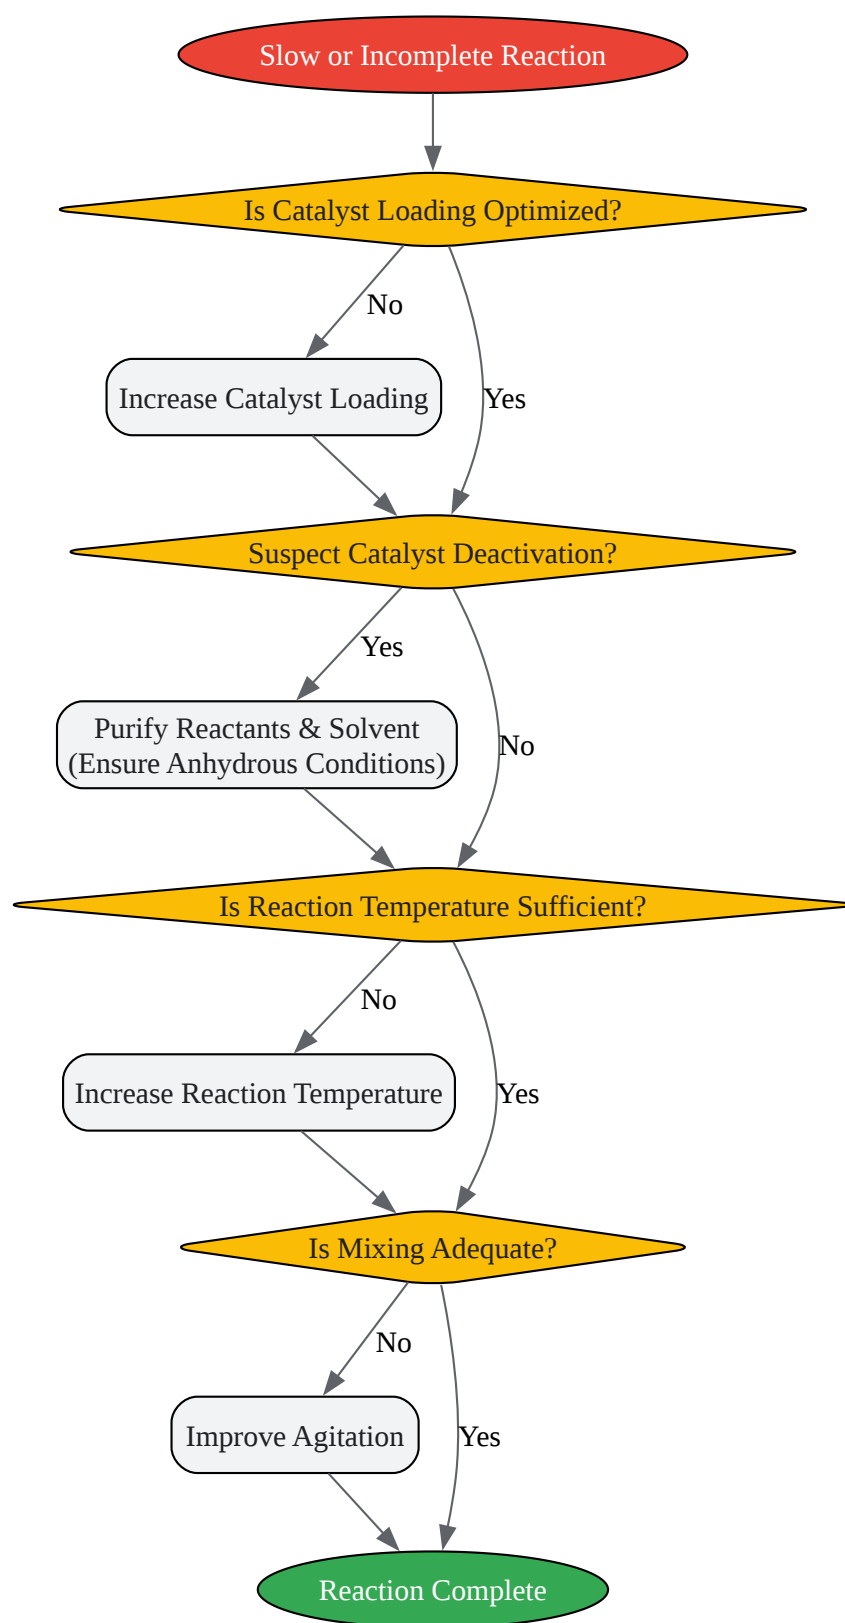 Slow or Incomplete Reaction
Is Catalyst Loading Optimized?
No
Increase Catalyst Loading
Yes
Suspect Catalyst Deactivation?
Yes
Purify Reactants & Solvent
(Ensure Anhydrous Conditions)
No
Is Reaction Temperature Sufficient?
No
Increase Reaction Temperature
Yes
Is Mixing Adequate?
No
Improve Agitation
Yes
Reaction Complete